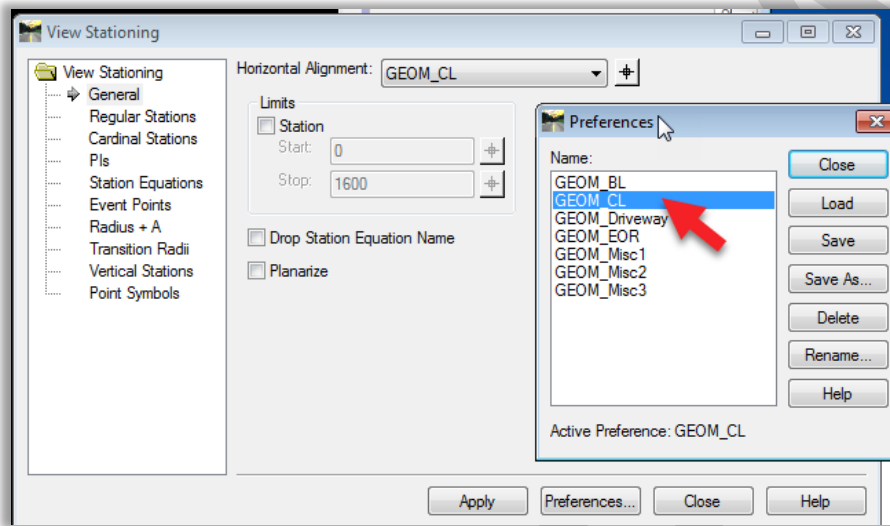 View Stationing
View Stationing
General
Regular Stations
Cardinal Stations
PIs
Station Equations
Event Points
Radius + A
Transition Radii
Vertical Stations
Point Symbols
Horizontal Alignment: GEOM_CL
Limits
Station
Start: 0
Stop: 1600
Drop Station Equation Name
Planarize
Preferences
Name:
GEOM_BL
GEOM_CL
GEOM_Driveway
GEOM_EOR
GEOM_Misc1
GEOM_Misc2
GEOM_Misc3
Close
Load
Save
Save As...
Delete
Rename...
Help
Active Preference: GEOM_CL
Apply
Preferences...
Close
Help